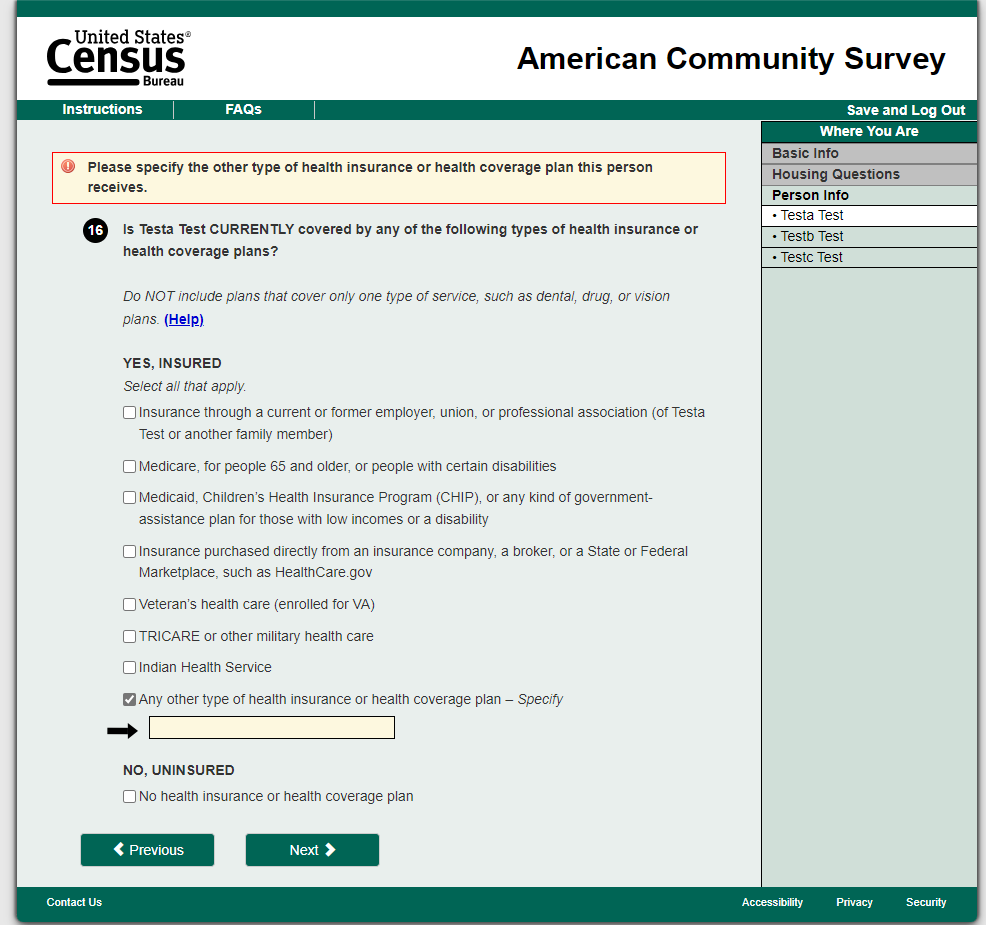 United States®
Census
Bureau
American Community Survey
Instructions
FAQs
Save and Log Out
Where You Are
Basic Info
Housing Questions
Person Info
• Testa Test
• Testb Test
• Testc Test
Please specify the other type of health insurance or health coverage plan this person
receives.
16 Is Testa Test CURRENTLY covered by any of the following types of health insurance or
health coverage plans?
Do NOT include plans that cover only one type of service, such as dental, drug, or vision
plans. (Help)
YES, INSURED
Select all that apply.
Insurance through a current or former employer, union, or professional association (of Testa
Test or another family member)
Medicare, for people 65 and older, or people with certain disabilities
Medicaid, Children’s Health Insurance Program (CHIP), or any kind of government-
assistance plan for those with low incomes or a disability
Insurance purchased directly from an insurance company, a broker, or a State or Federal
Marketplace, such as HealthCare.gov
Veteran’s health care (enrolled for VA)
TRICARE or other military health care
Indian Health Service
Any other type of health insurance or health coverage plan – Specify
NO, UNINSURED
No health insurance or health coverage plan
Previous
Next
Contact Us
Accessibility
Privacy
Security